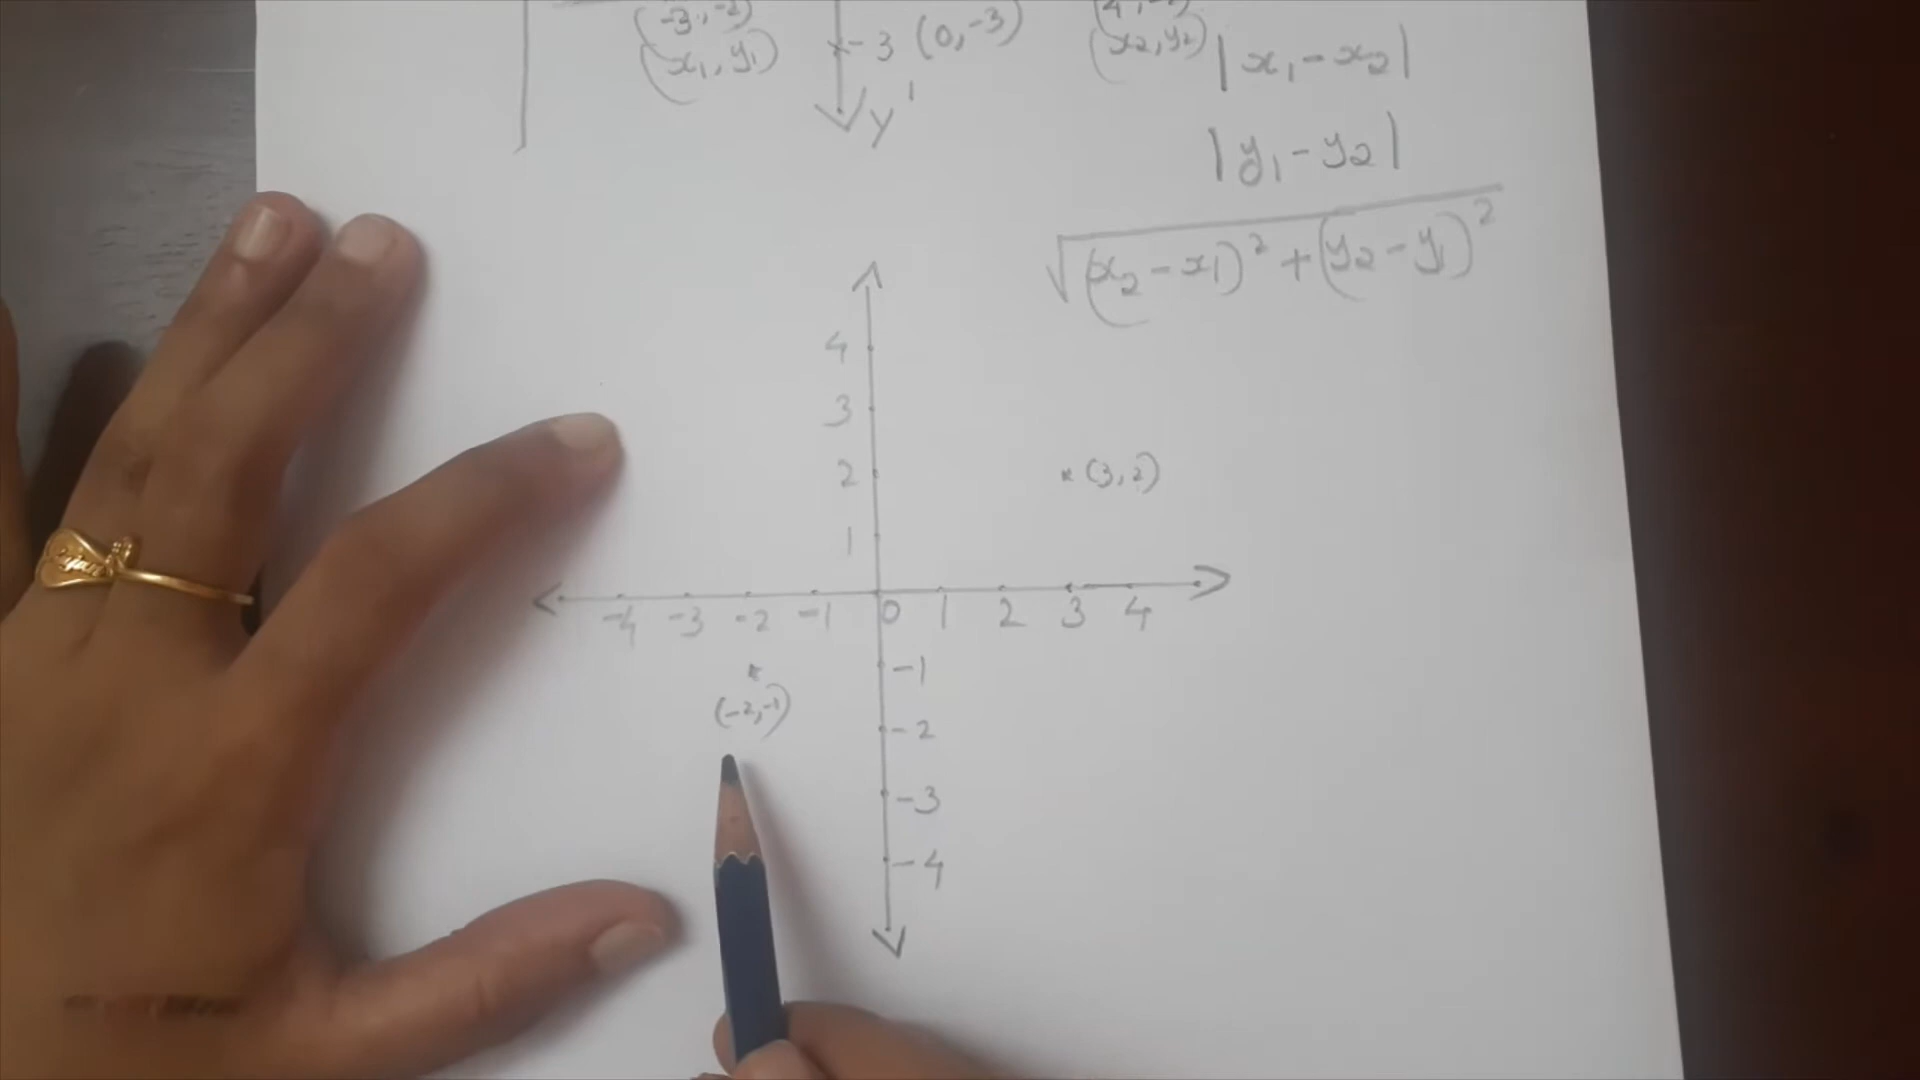 (-3,-2)
(x₁, y₁)
-3 (0,-3)
y'
(x₂, y₂)
|x₁ - x₂|
|y₁ - y₂|
√(x₂ - x₁)² + (y₂ - y₁)²
4
3
2
1
(3, 2)
-4 -3 -2 -1 0 1 2 3 4
(-2,-1)
-1
-2
-3
-4